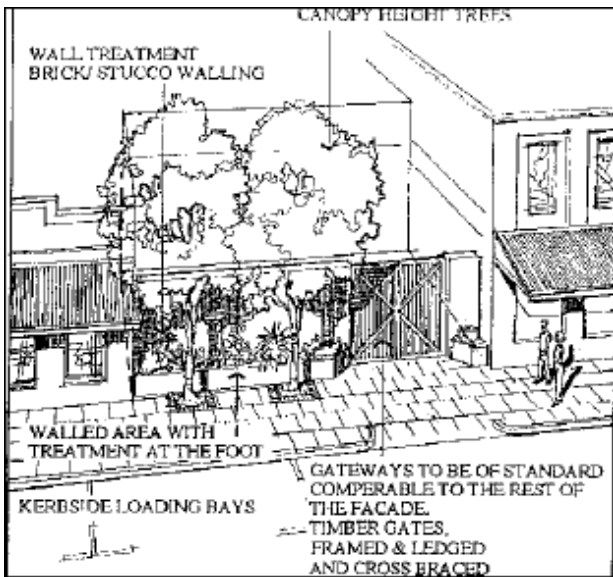 CANOPY HEIGHT TREES
WALL TREATMENT
BRICK/ STUCCO WALLING
WALLED AREA WITH
TREATMENT AT THE FOOT
KERBSIDE LOADING BAYS
GATEWAYS TO BE OF STANDARD
COMPERABLE TO THE REST OF
THE FACADE.
TIMBER GATES,
FRAMED & LEDGED
AND CROSS BRACED